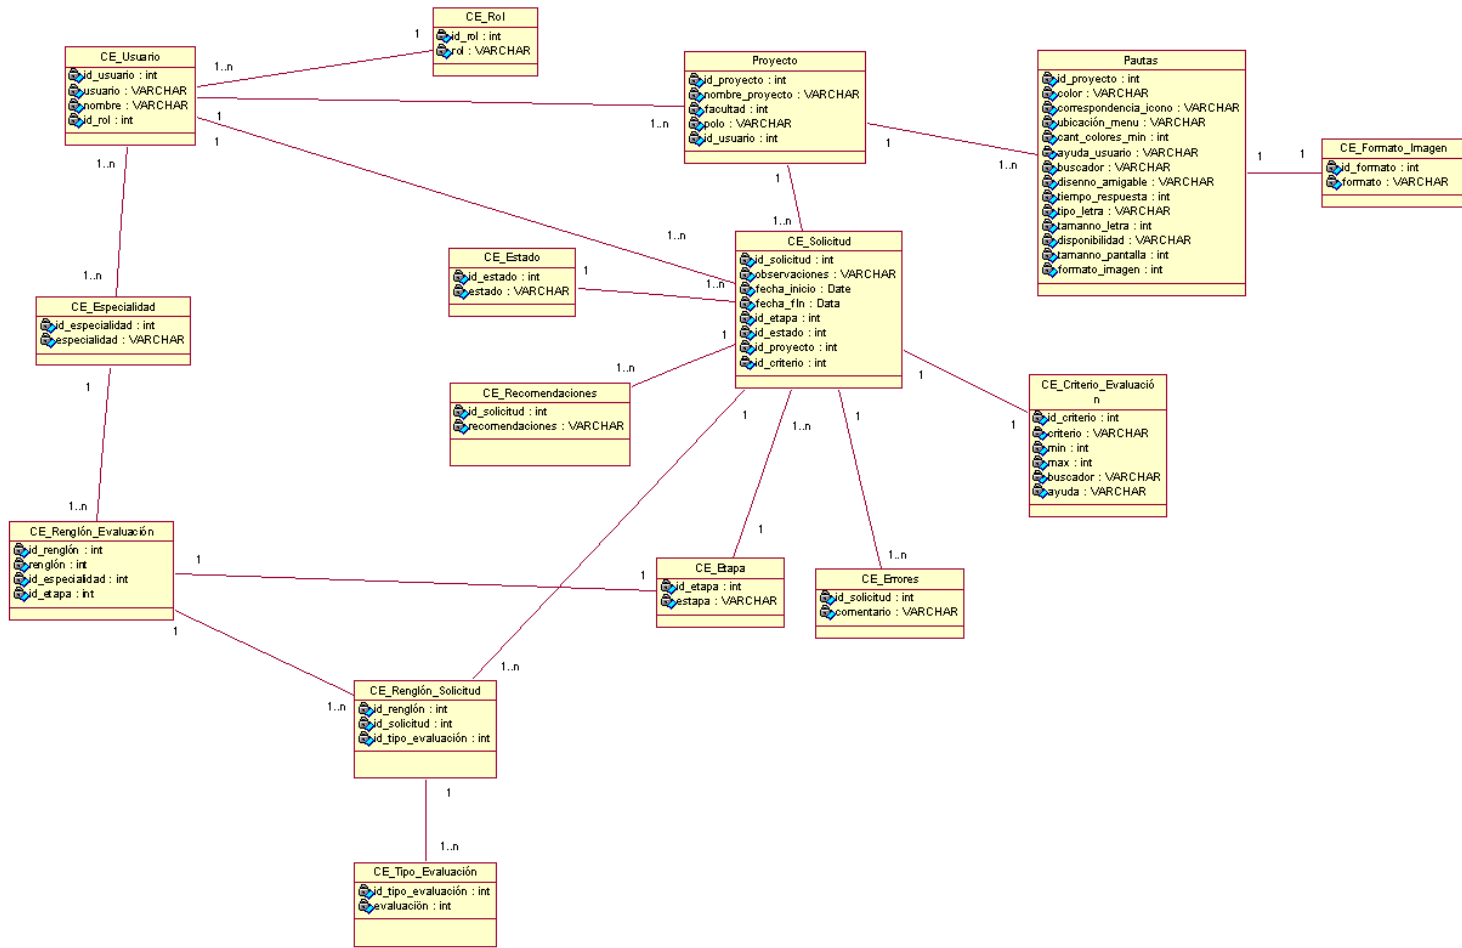 CE_Rol
id_rol : int
rol : VARCHAR
CE_Usuario
id_usuario : int
usuario : VARCHAR
nombre : VARCHAR
id_rol : int
1
1..n
1
1
1..n
Proyecto
id_proyecto : int
nombre_proyecto : VARCHAR
facultad : int
polo : VARCHAR
id_usuario : int
1..n
1
1
1..n
Pautas
id_proyecto : int
color : VARCHAR
correspondencia_icono : VARCHAR
ubicación_menu : VARCHAR
cant_colores_min : int
ayuda_usuario : VARCHAR
buscador : VARCHAR
disenno_amigable : VARCHAR
tiempo_respuesta : int
tipo_letra : VARCHAR
tamanno_letra : int
disponibilidad : VARCHAR
tamanno_pantalla : int
formato_imagen : int
1
1
1..n
CE_Formato_Imagen
id_formato : int
formato : VARCHAR
CE_Solicitud
id_solicitud : int
observaciones : VARCHAR
fecha_inicio : Date
fecha_fin : Data
id_etapa : int
id_estado : int
id_proyecto : int
id_criterio : int
1..n
CE_Estado
id_estado : int
estado : VARCHAR
1
1..n
1..n
CE_Especialidad
id_especialidad : int
especialidad : VARCHAR
1
1
1..n
CE_Recomendaciones
id_solicitud : int
recomendaciones : VARCHAR
1
1..n
1
1
1
CE_Criterio_Evaluació
n
id_criterio : int
criterio : VARCHAR
min : int
max : int
buscador : VARCHAR
ayuda : VARCHAR
1..n
CE_Renglón_Evaluación
id_renglón : int
renglón : int
id_especialidad : int
id_etapa : int
1
1
1
1
CE_Etapa
id_etapa : int
estapa : VARCHAR
1..n
CE_Errores
id_solicitud : int
comentario : VARCHAR
1..n
1..n
CE_Renglón_Solicitud
id_renglón : int
id_solicitud : int
id_tipo_evaluación : int
1
1..n
CE_Tipo_Evaluación
id_tipo_evaluación : int
evaluación : int